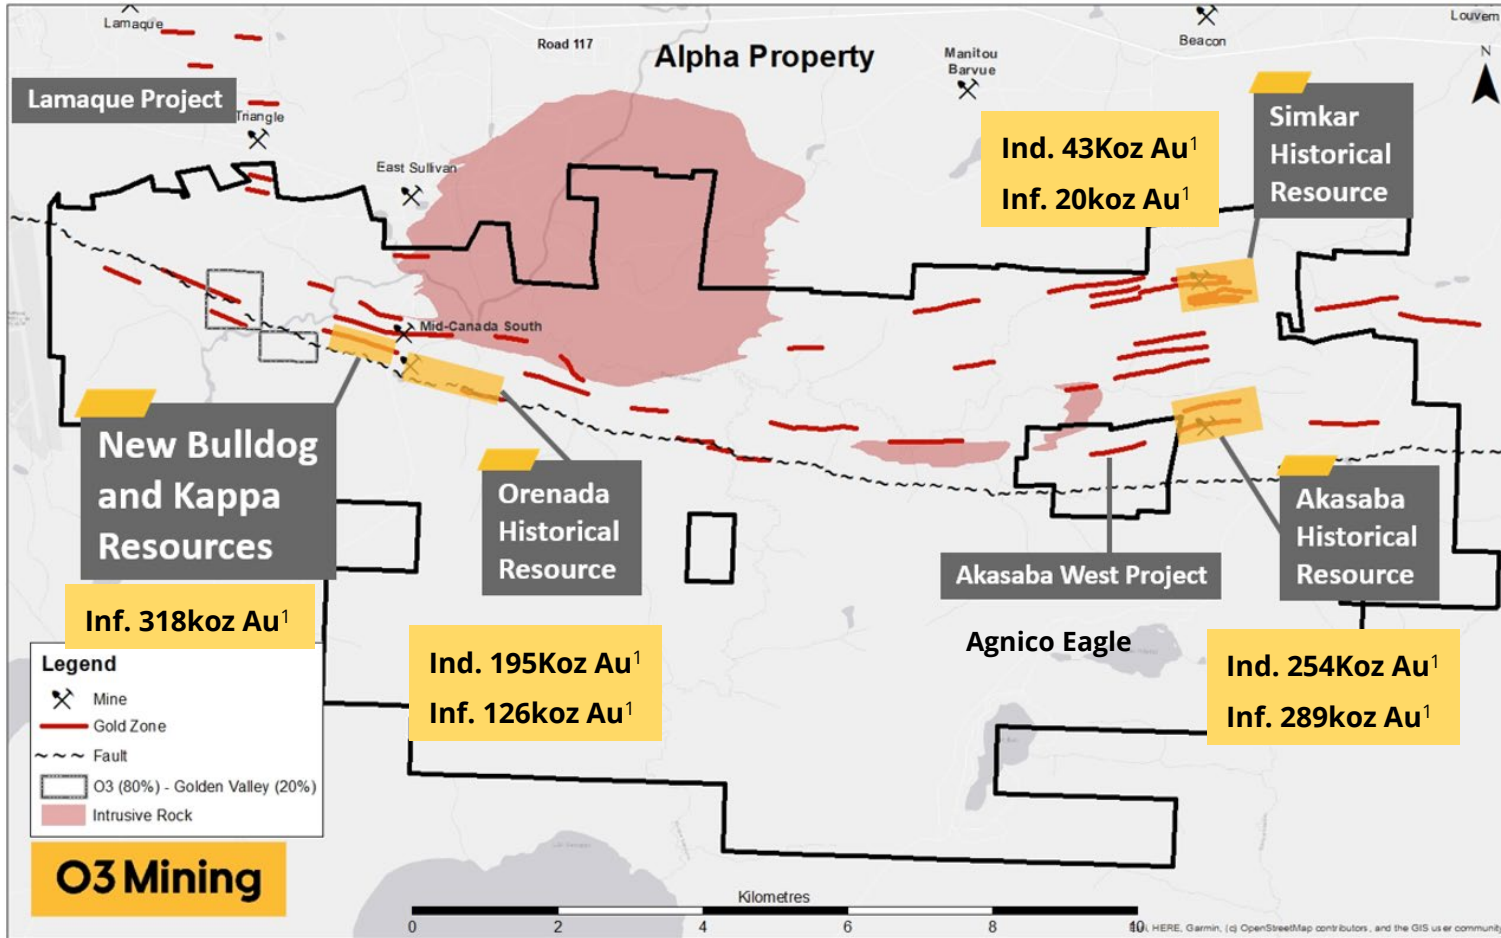 Lamaque
Road 117
Alpha Property
Manitou
Barvue
Beacon
Louvem
N
Lamaque Project
Triangle
East Sullivan
Ind. 43Koz Au¹
Inf. 20koz Au¹
Simkar
Historical
Resource
Mid-Canada South
New Bulldog
and Kappa
Resources
Inf. 318koz Au¹
Orenada
Historical
Resource
Ind. 195Koz Au¹
Inf. 126koz Au¹
Akasaba West Project
Agnico Eagle
Akasaba
Historical
Resource
Ind. 254Koz Au¹
Inf. 289koz Au¹
Legend
Mine
Gold Zone
Fault
O3 (80%) - Golden Valley (20%)
Intrusive Rock
O3 Mining
Kilometres
0 2 4 6 8 10
HERE, Garmin, (c) OpenStreetMap contributors, and the GIS user community